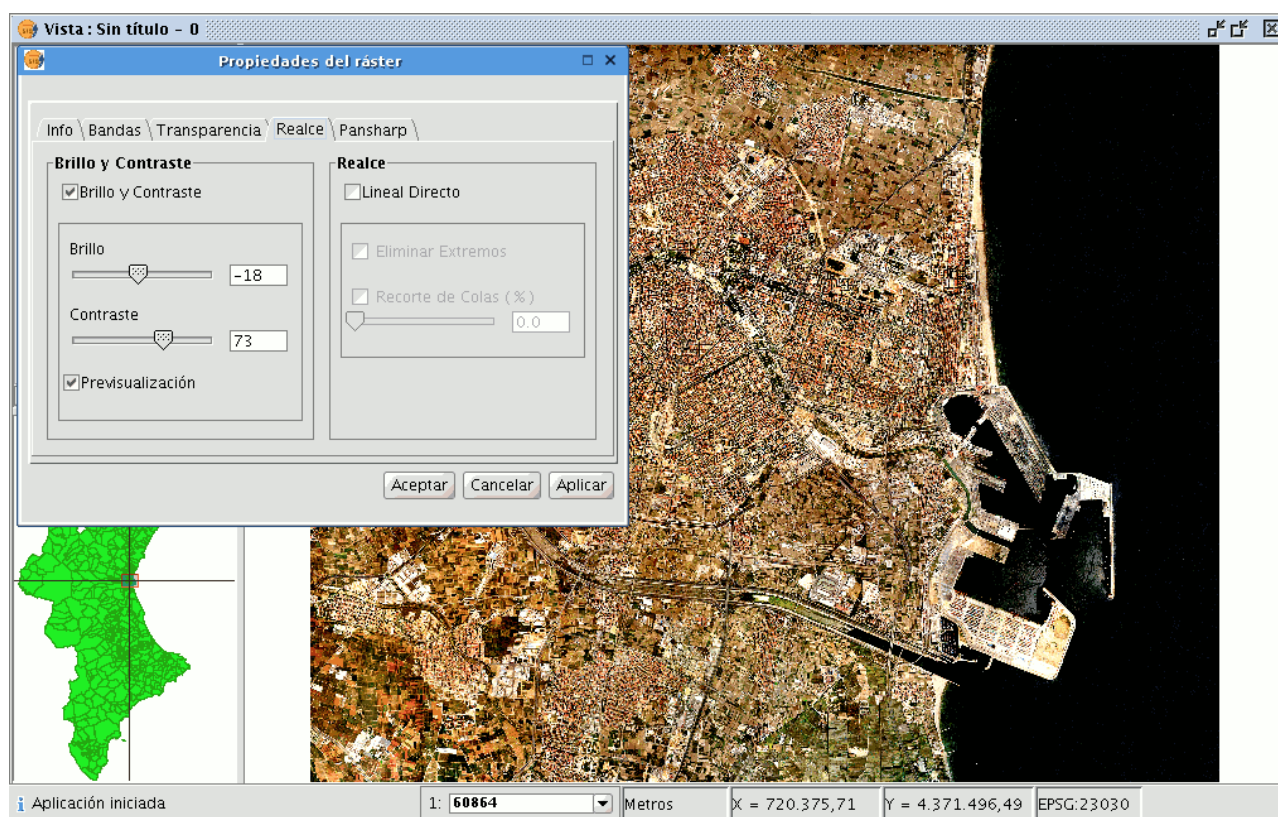 Vista : Sin título - 0
Propiedades del ráster
Info Bandas Transparencia Realce Pansharp
Brillo y Contraste
Brillo y Contraste
Brillo
-18
Contraste
73
Previsualización
Realce
Lineal Directo
Eliminar Extremos
Recorte de Colas (%)
0.0
Aceptar Cancelar Aplicar
Aplicación iniciada 1: 60864 Metros X = 720.375,71 Y = 4.371.496,49 EPSG:23030